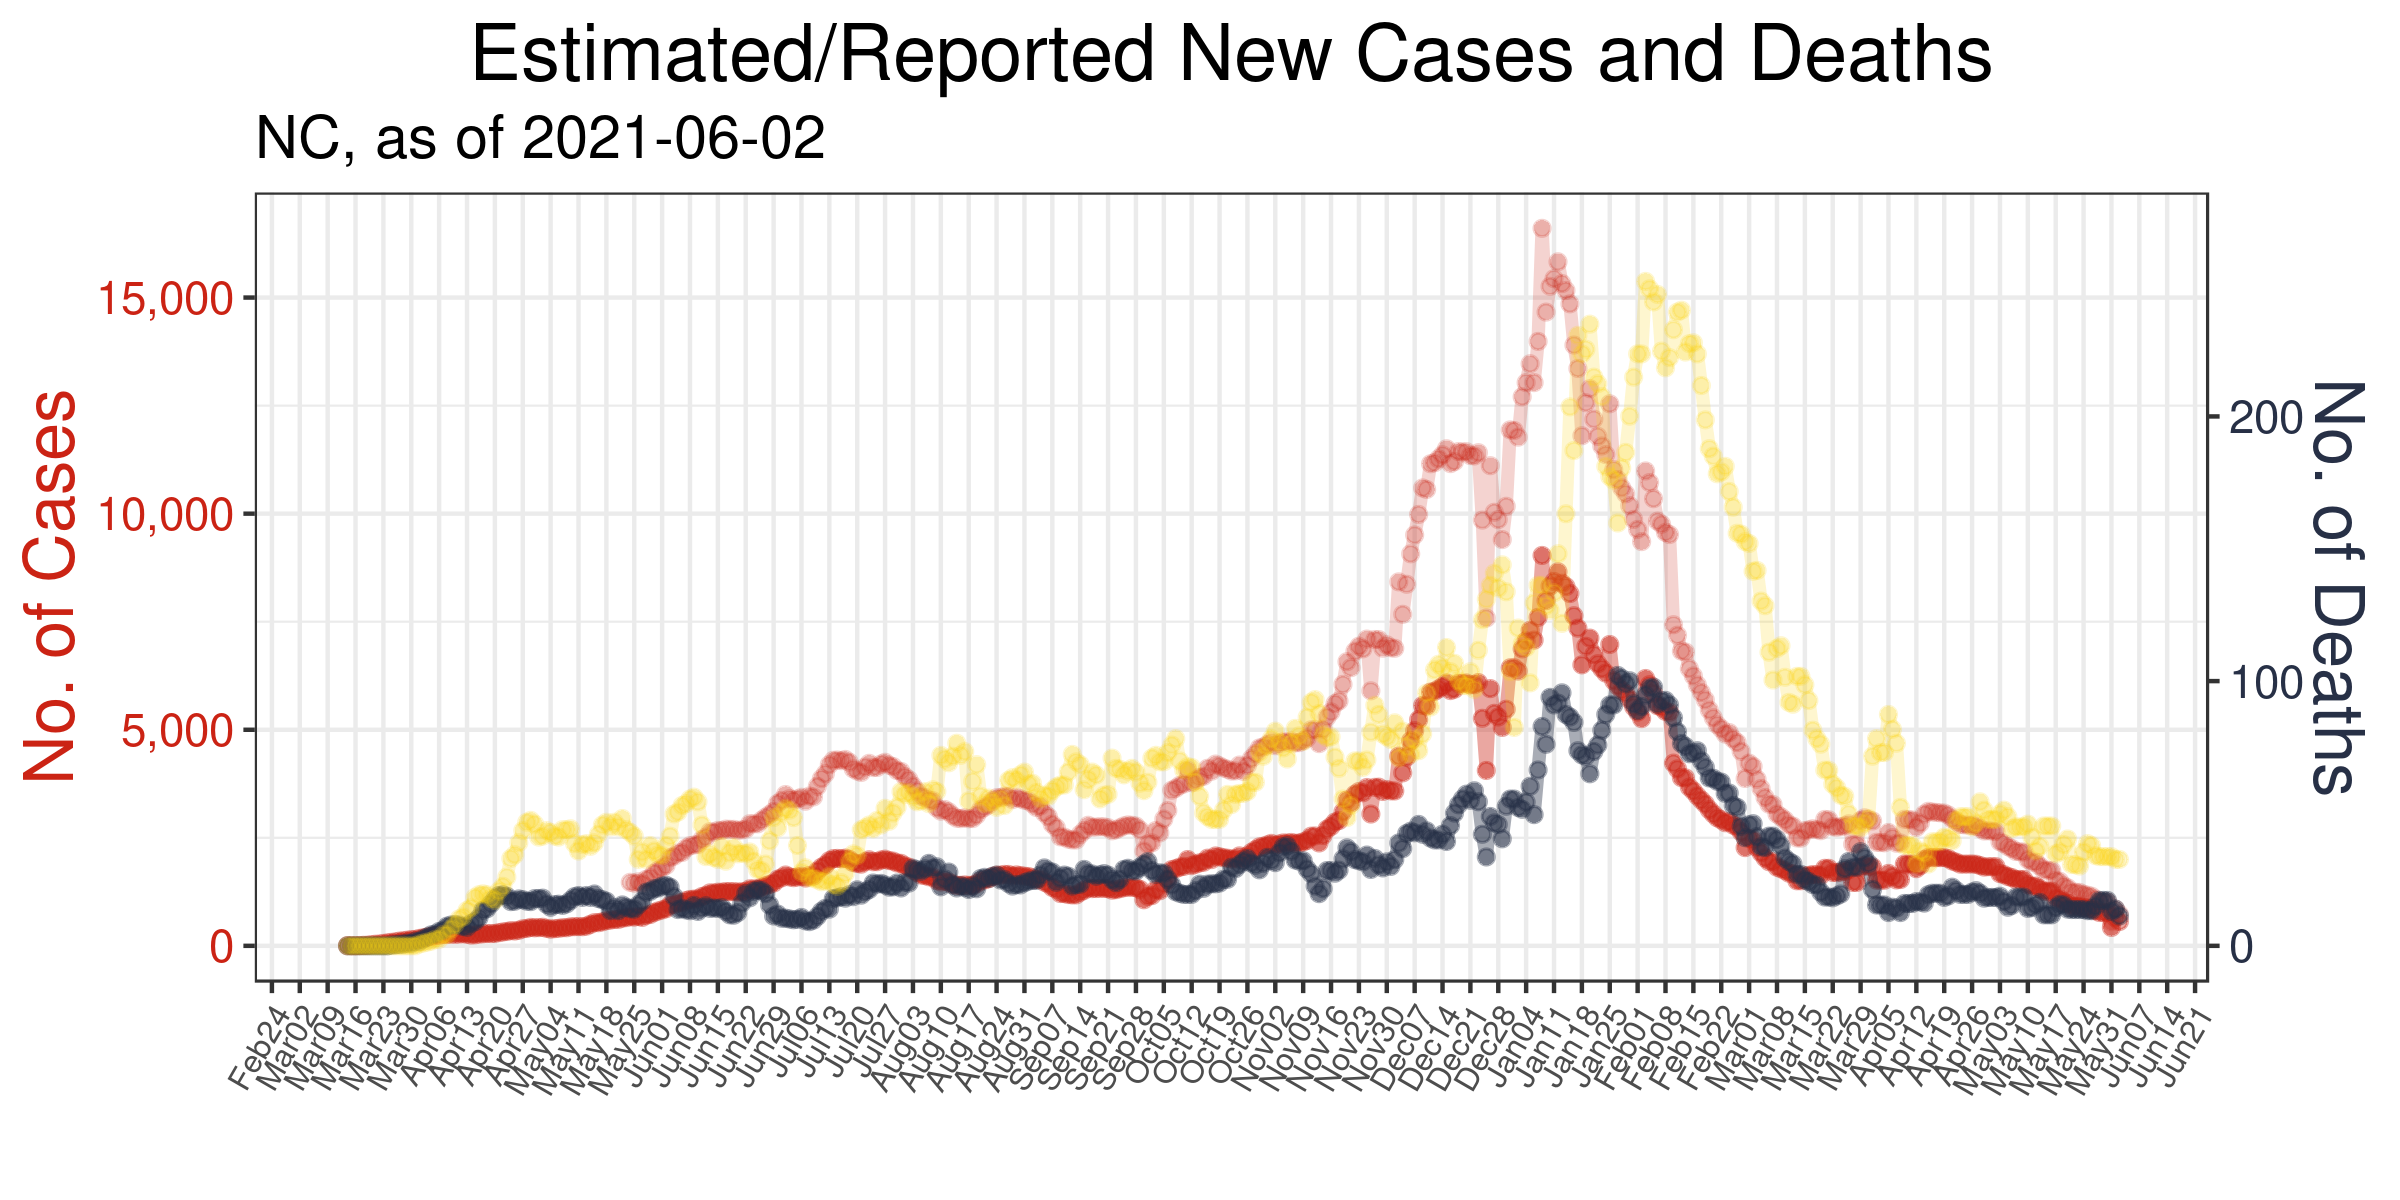 Estimated/Reported New Cases and Deaths
NC, as of 2021-06-02
No. of Cases
15,000
10,000
5,000
0
No. of Deaths
200
100
0
Feb24
Mar02
Mar09
Mar16
Mar23
Mar30
Apr06
Apr13
Apr20
Apr27
May04
May11
May18
May25
Jun01
Jun08
Jun15
Jun22
Jun29
Jul06
Jul13
Jul20
Jul27
Aug03
Aug10
Aug17
Aug24
Aug31
Sep07
Sep14
Sep21
Sep28
Oct05
Oct12
Oct19
Oct26
Nov02
Nov09
Nov16
Nov23
Nov30
Dec07
Dec14
Dec21
Dec28
Jan04
Jan11
Jan18
Jan25
Feb01
Feb08
Feb15
Feb22
Mar01
Mar08
Mar15
Mar22
Mar29
Apr05
Apr12
Apr19
Apr26
May03
May10
May17
May24
May31
Jun07
Jun14
Jun21